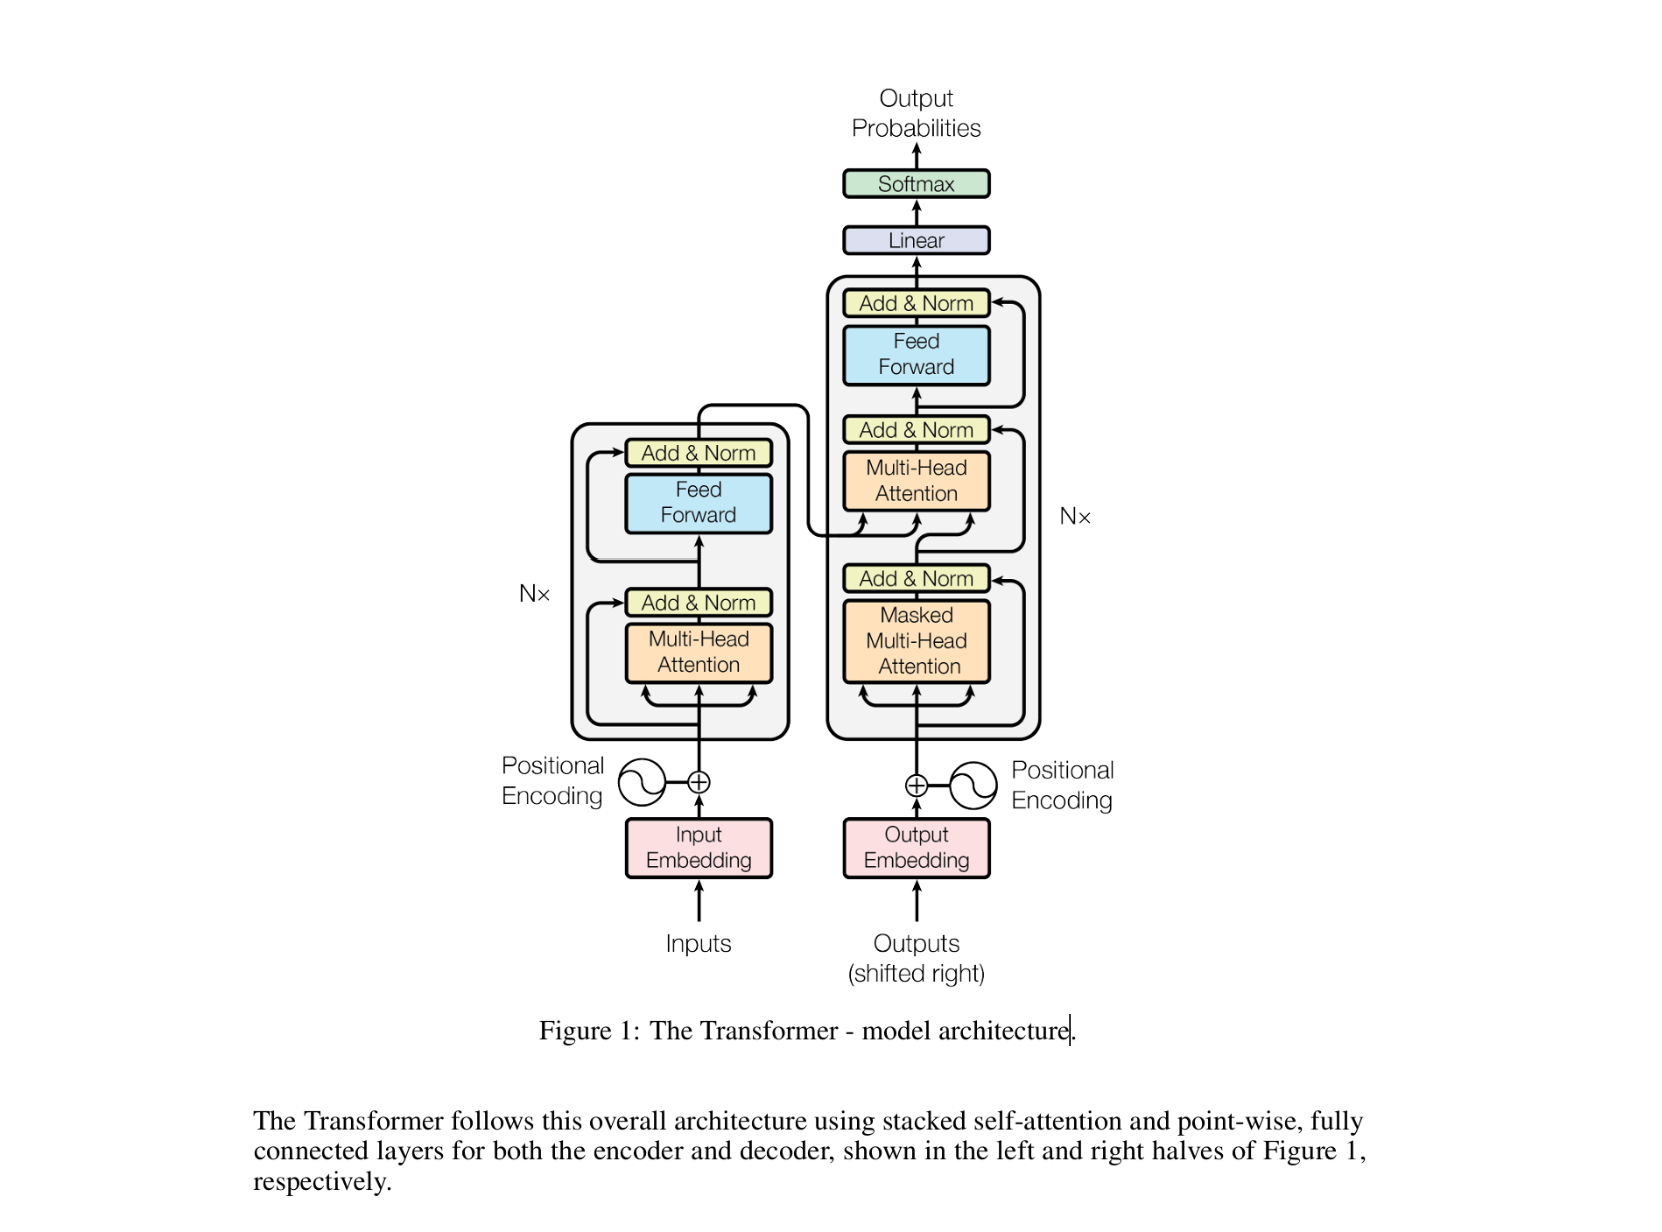 Output
Probabilities
Softmax
Linear
Add & Norm
Feed
Forward
Add & Norm
Multi-Head
Attention
Add & Norm
Masked
Multi-Head
Attention
N×
Add & Norm
Feed
Forward
Add & Norm
Multi-Head
Attention
N×
Positional
Encoding
Positional
Encoding
Input
Embedding
Output
Embedding
Inputs
Outputs
(shifted right)
Figure 1: The Transformer - model architecture.
The Transformer follows this overall architecture using stacked self-attention and point-wise, fully
connected layers for both the encoder and decoder, shown in the left and right halves of Figure 1,
respectively.